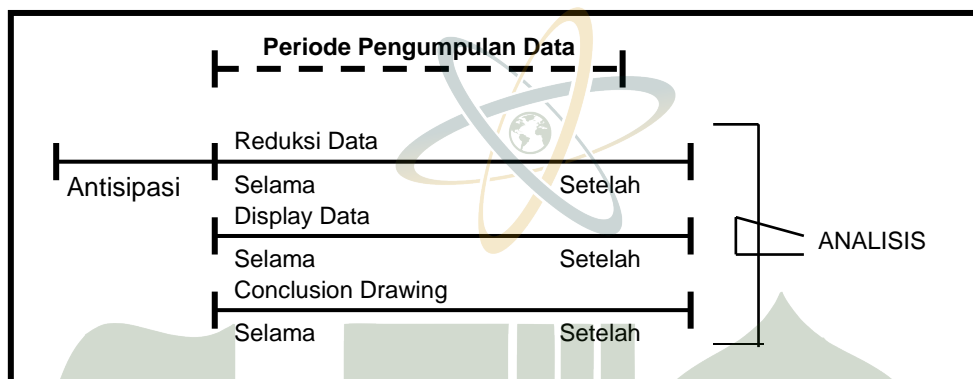 Periode Pengumpulan Data
Reduksi Data
Antisipasi
Selama Setelah
Display Data
ANALISIS
Selama Setelah
Conclusion Drawing
Selama Setelah